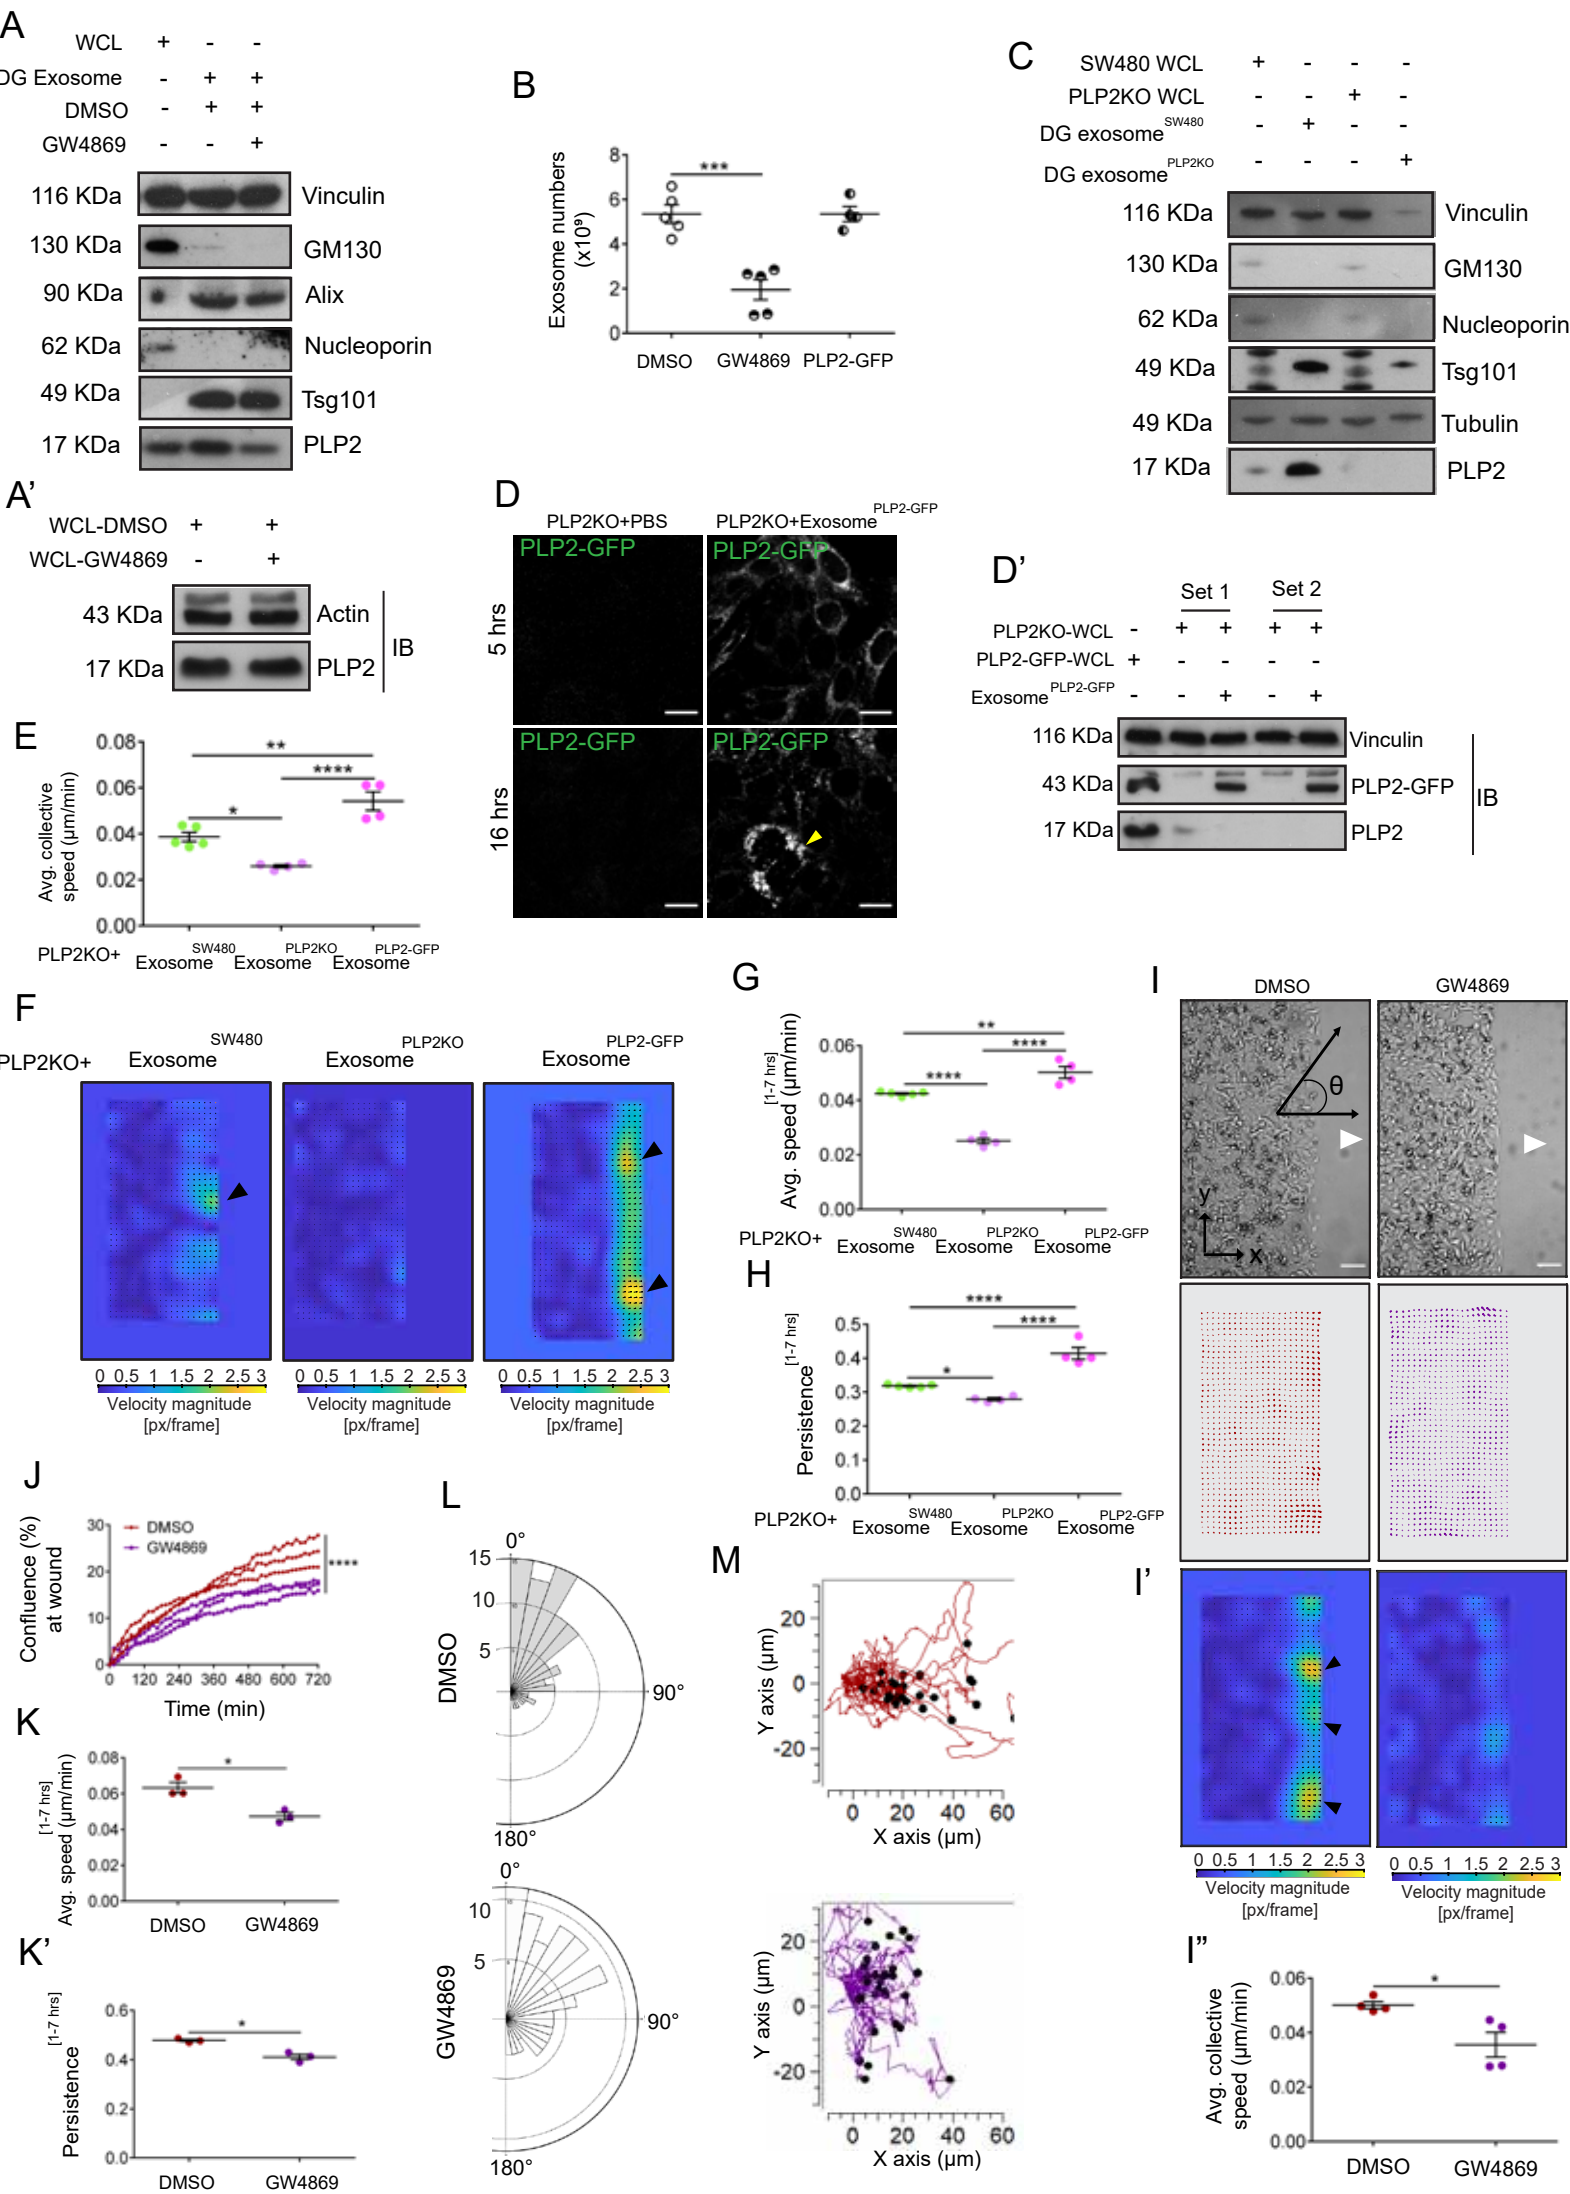 A
WCL + - -
DG Exosome - + +
DMSO - + +
GW4869 - - +
116 KDa Vinculin
130 KDa GM130
90 KDa Alix
62 KDa Nucleoporin
49 KDa Tsg101
17 KDa PLP2
A'
WCL-DMSO + +
WCL-GW4869 - +
43 KDa Actin
17 KDa PLP2
IB
B
Exosome numbers
(x10⁹)
8
6
4
2
0
***
DMSO GW4869 PLP2-GFP
C
SW480 WCL + - - -
PLP2KO WCL - - + -
DG exosome SW480 - + - -
DG exosome PLP2KO - - - +
116 KDa Vinculin
130 KDa GM130
62 KDa Nucleoporin
49 KDa Tsg101
49 KDa Tubulin
17 KDa PLP2
D
PLP2KO+PBS PLP2KO+Exosome PLP2-GFP
5 hrs
PLP2-GFP PLP2-GFP
16 hrs
PLP2-GFP PLP2-GFP
D'
Set 1 Set 2
PLP2KO-WCL - + + + +
PLP2-GFP-WCL + - - - -
Exosome PLP2-GFP - - + - +
116 KDa Vinculin
43 KDa PLP2-GFP
17 KDa PLP2
IB
E
Avg. collective
speed (µm/min)
0.08
0.06
0.04
0.02
0.00
**
****
*
PLP2KO+ Exosome SW480 Exosome PLP2KO Exosome PLP2-GFP
F
PLP2KO+ Exosome SW480 Exosome PLP2KO Exosome PLP2-GFP
0 0.5 1 1.5 2 2.5 3
Velocity magnitude
[px/frame]
0 0.5 1 1.5 2 2.5 3
Velocity magnitude
[px/frame]
0 0.5 1 1.5 2 2.5 3
Velocity magnitude
[px/frame]
G
[1-7 hrs]
Avg. speed (µm/min)
0.06
0.04
0.02
0.00
**
****
****
PLP2KO+ Exosome SW480 Exosome PLP2KO Exosome PLP2-GFP
H
[1-7 hrs]
Persistence
0.5
0.4
0.3
0.2
0.1
0.0
****
****
*
PLP2KO+ Exosome SW480 Exosome PLP2KO Exosome PLP2-GFP
I
DMSO GW4869
θ
y
x
I'
0 0.5 1 1.5 2 2.5 3
Velocity magnitude
[px/frame]
0 0.5 1 1.5 2 2.5 3
Velocity magnitude
[px/frame]
I"
Avg. collective
speed (µm/min)
0.06
0.04
0.02
0.00
*
DMSO GW4869
J
Confluence (%)
at wound
30
20
10
0
DMSO
GW4869
****
0 120 240 360 480 600 720
Time (min)
K
[1-7 hrs]
Avg. speed (µm/min)
0.08
0.06
0.04
0.02
0.00
*
DMSO GW4869
K'
[1-7 hrs]
Persistence
0.6
0.4
0.2
0.0
*
DMSO GW4869
L
DMSO
0°
15
10
5
90°
180°
GW4869
0°
10
5
90°
180°
M
Y axis (µm)
20
0
-20
0 20 40 60
X axis (µm)
Y axis (µm)
20
0
-20
0 20 40 60
X axis (µm)